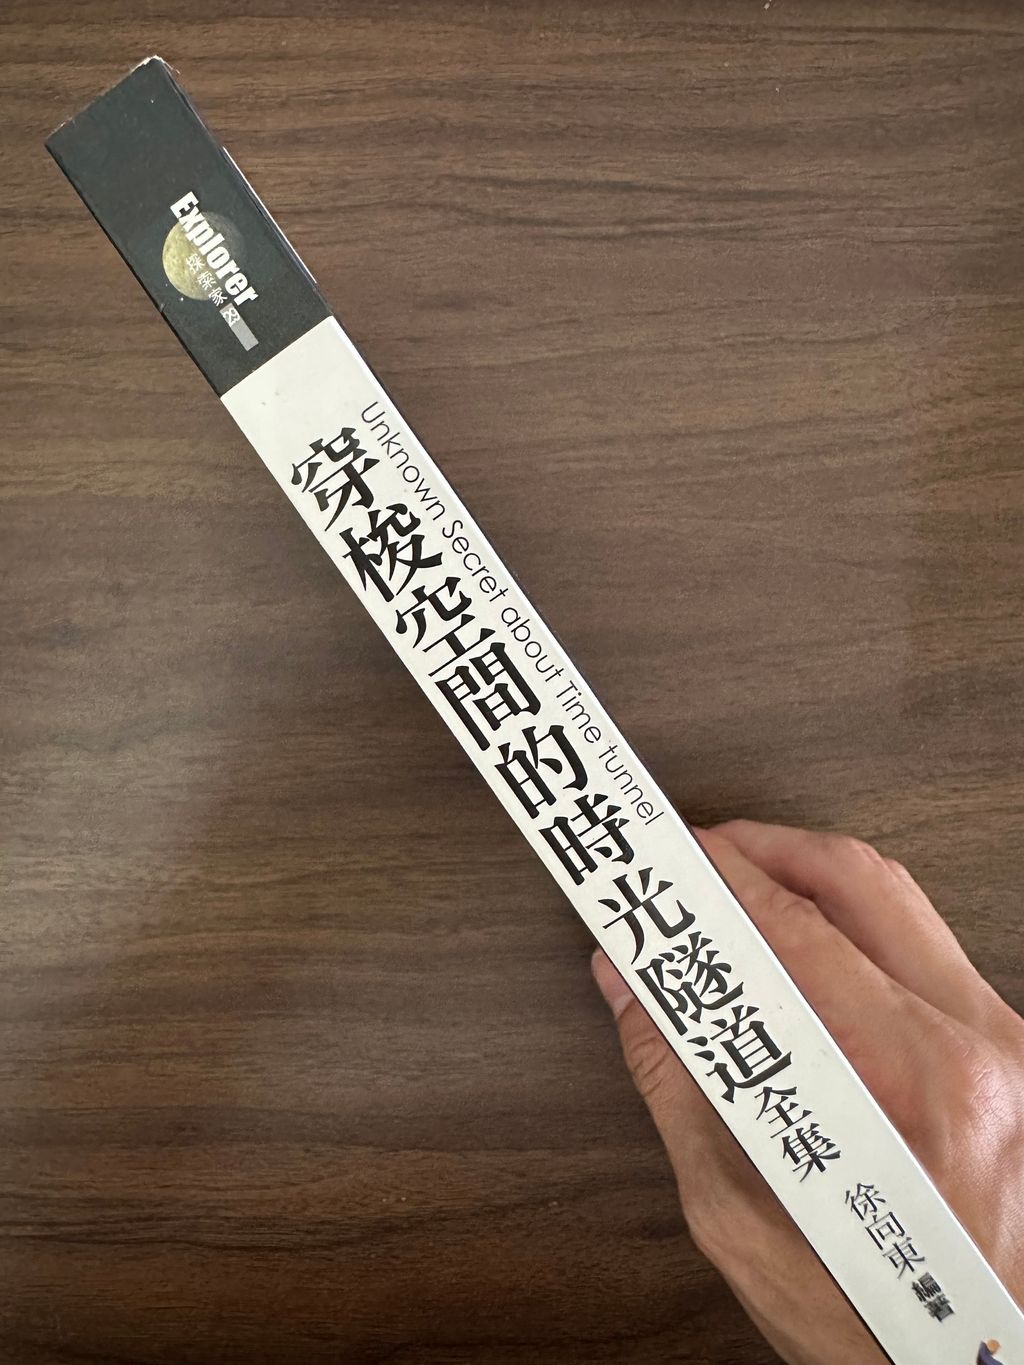 Explorer
探索家 29
Unknown Secret about Time tunnel
穿梭空間的時光隧道全集
徐向東 編著